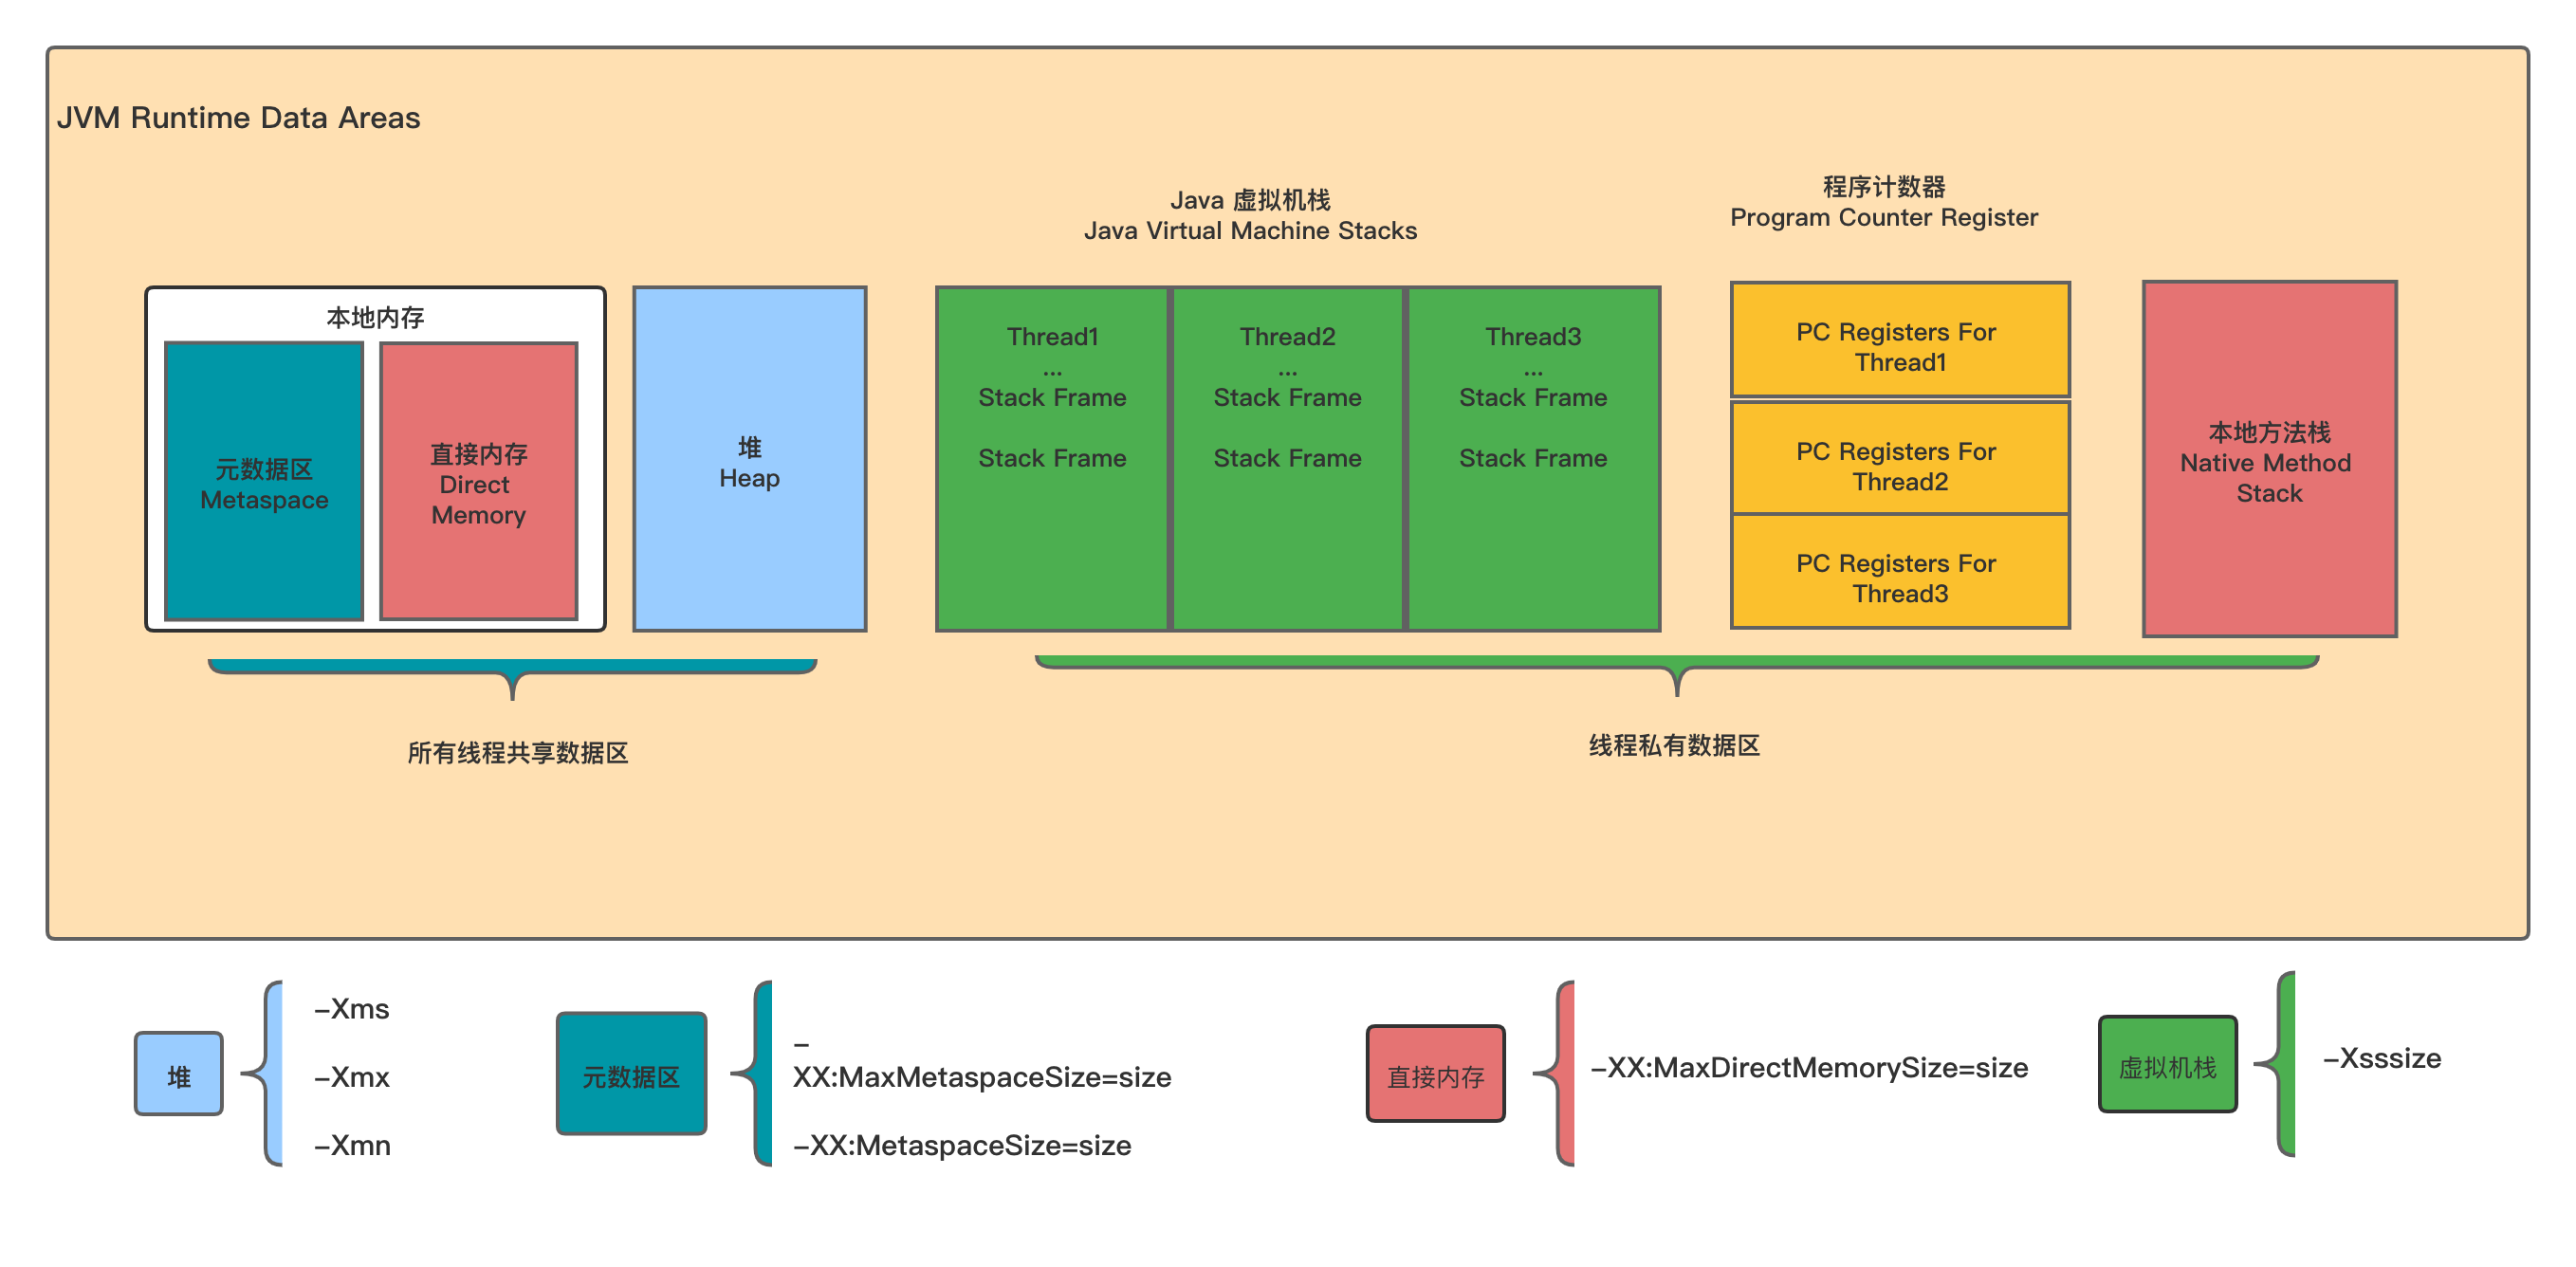 JVM Runtime Data Areas
Java 虚拟机栈
Java Virtual Machine Stacks
程序计数器
Program Counter Register
本地内存
元数据区
Metaspace
直接内存
Direct
Memory
堆
Heap
Thread1
...
Stack Frame
Stack Frame
Thread2
...
Stack Frame
Stack Frame
Thread3
...
Stack Frame
Stack Frame
PC Registers For
Thread1
PC Registers For
Thread2
PC Registers For
Thread3
本地方法栈
Native Method
Stack
所有线程共享数据区
线程私有数据区
堆
–Xms
–Xmx
–Xmn
元数据区
–
XX:MaxMetaspaceSize=size
–XX:MetaspaceSize=size
直接内存
–XX:MaxDirectMemorySize=size
虚拟机栈
–Xsssize